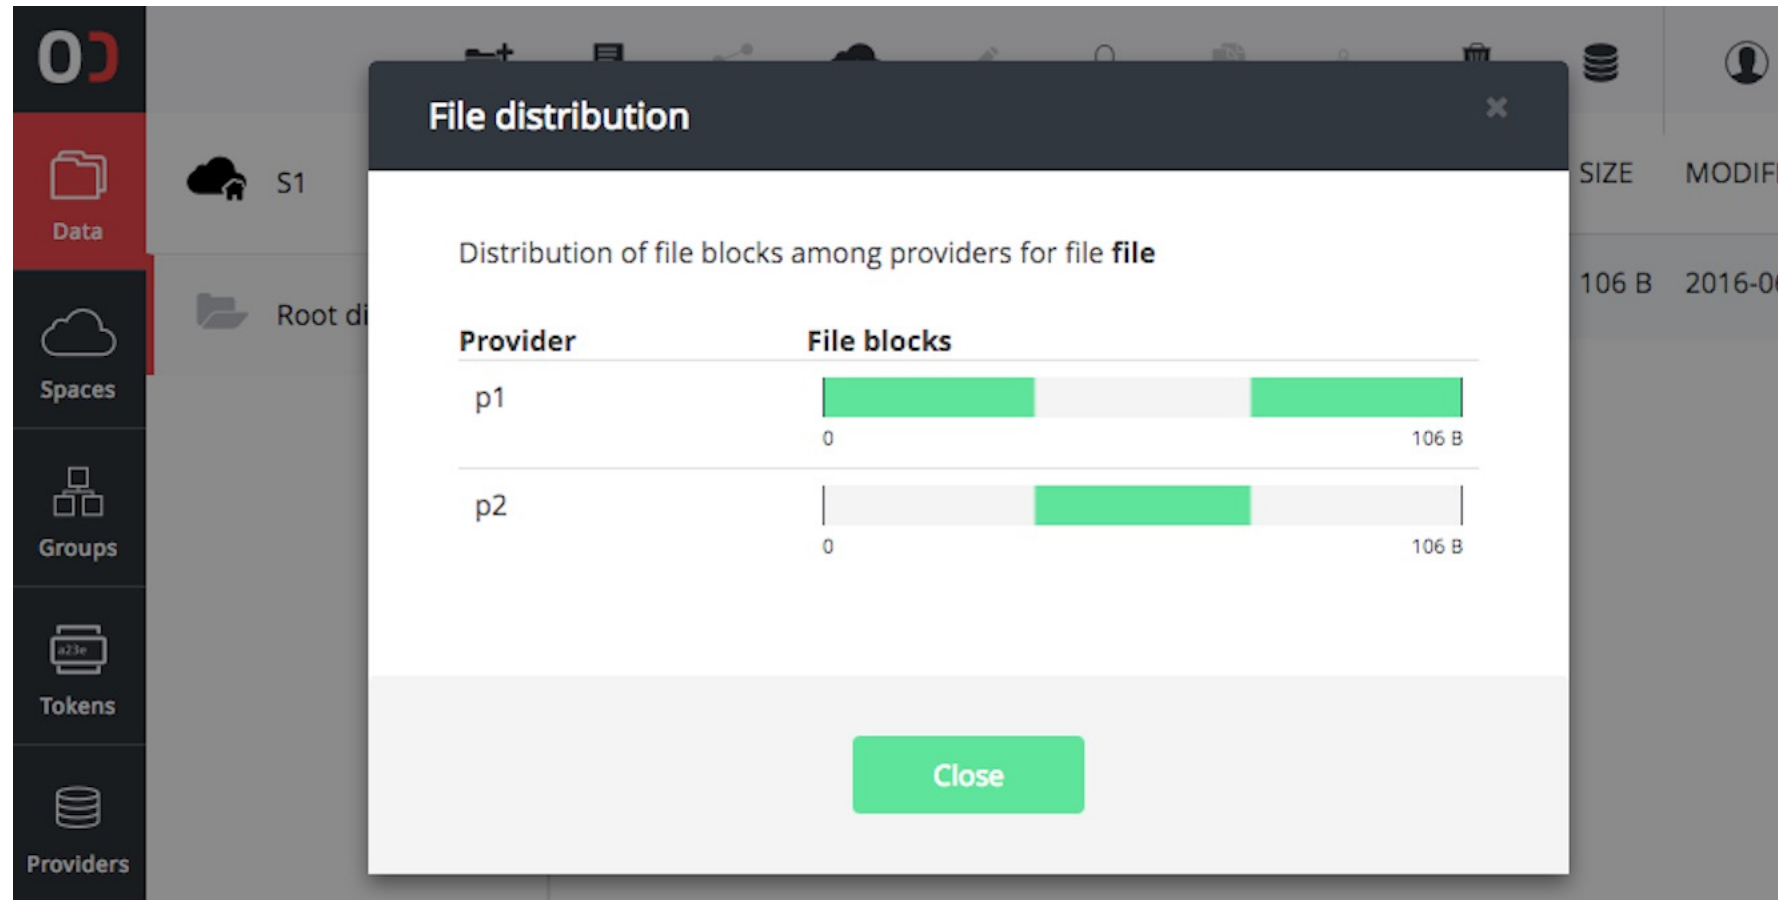 File distribution
Data
S1
SIZE
MODIF
Distribution of file blocks among providers for file file
106 B
2016-0
Root di
Provider
File blocks
Spaces
p1
0
106 B
p2
0
106 B
Groups
a23e
Tokens
Close
Providers